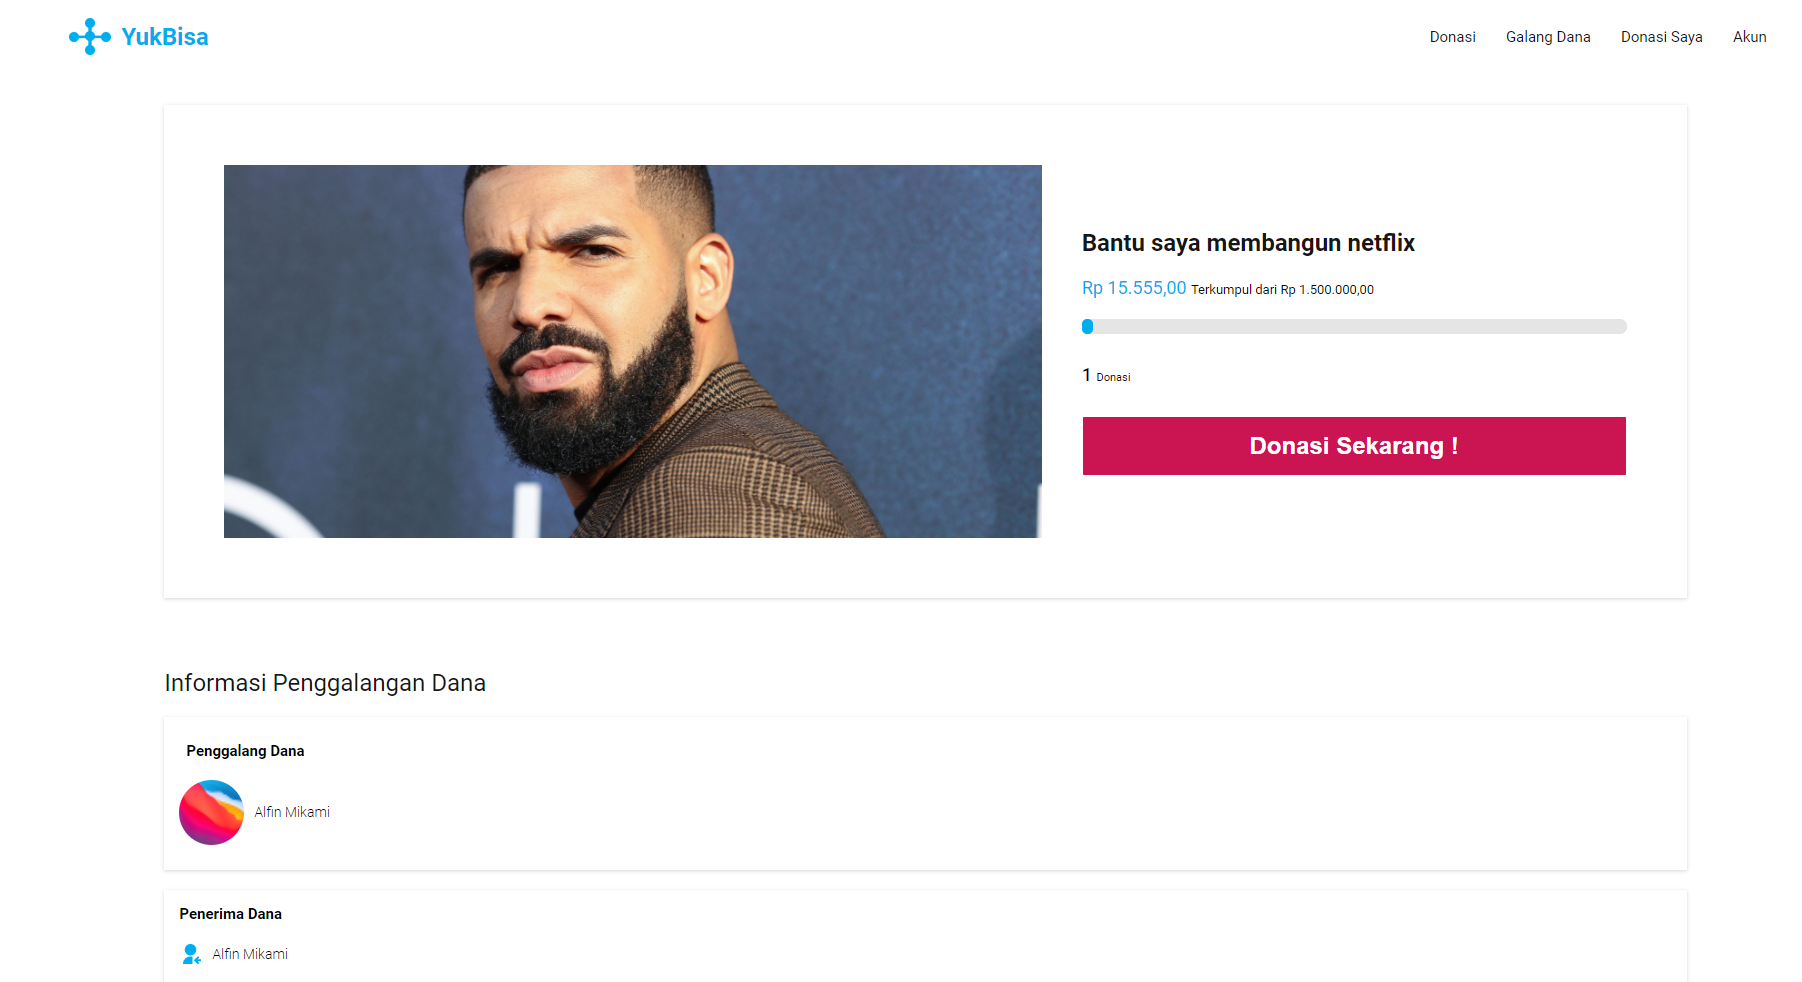 YukBisa
Donasi Galang Dana Donasi Saya Akun
Bantu saya membangun netflix
Rp 15.555,00 Terkumpul dari Rp 1.500.000,00
1 Donasi
Donasi Sekarang !
Informasi Penggalangan Dana
Penggalang Dana
Alfin Mikami
Penerima Dana
Alfin Mikami